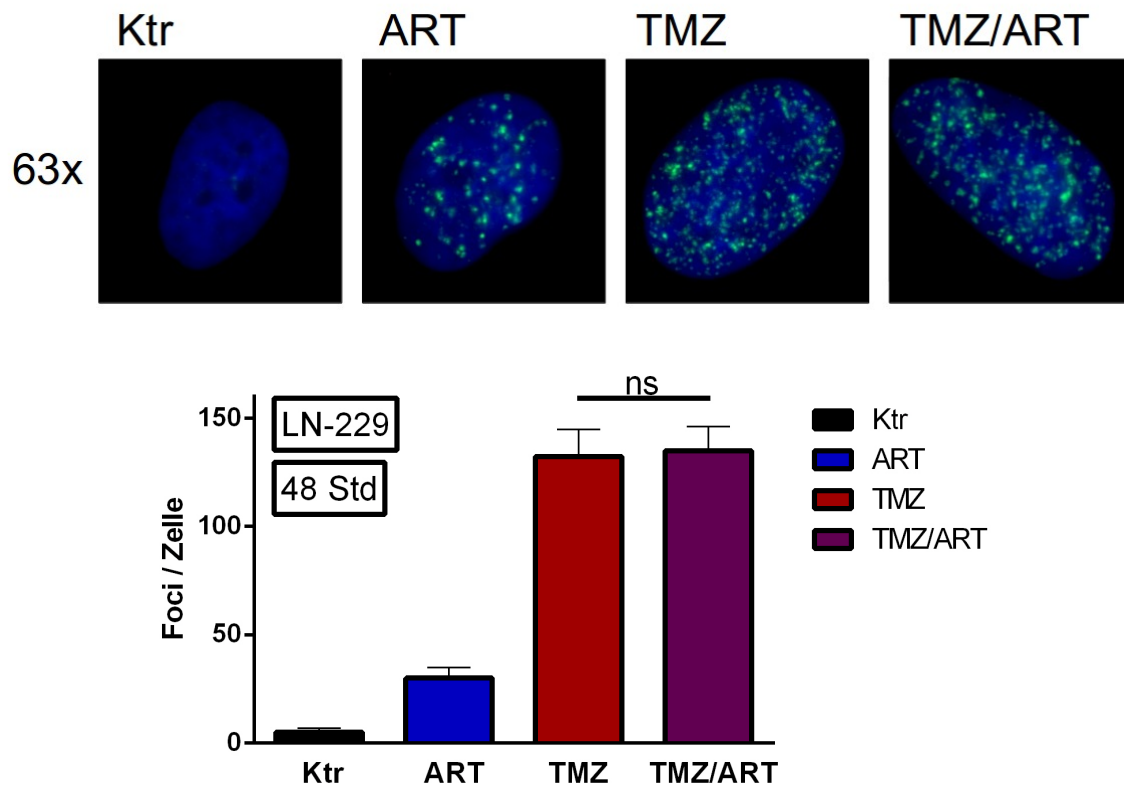 Ktr ART TMZ TMZ/ART
63x
ns
150
LN-229
48 Std
100
50
0
Foci / Zelle
Ktr ART TMZ TMZ/ART
Ktr
ART
TMZ
TMZ/ART